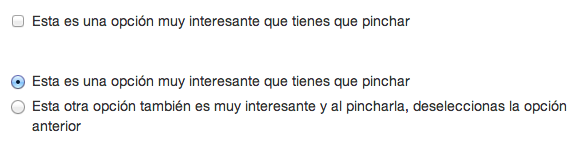 Esta es una opción muy interesante que tienes que pinchar
Esta es una opción muy interesante que tienes que pinchar
Esta otra opción también es muy interesante y al pincharla, deseleccionas la opción
anterior